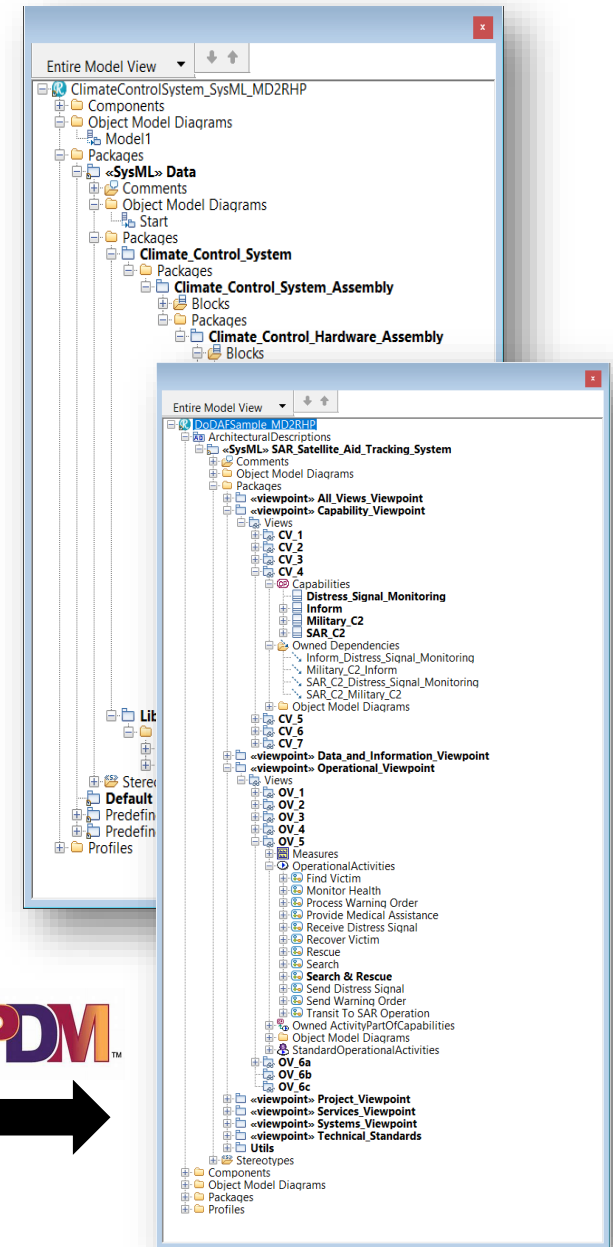 x
Entire Model View
ClimateControlSystem_SysML_MD2RHP
Components
Object Model Diagrams
Model1
Packages
«SysML» Data
Comments
Object Model Diagrams
Start
Packages
Climate_Control_System
Packages
Climate_Control_System_Assembly
Blocks
Packages
Climate_Control_Hardware_Assembly
Blocks
Default
Profiles
x
Entire Model View
DoDAFSample_MD2RHP
ArchitecturalDescriptions
«SysML» SAR_Satellite_Aid_Tracking_System
Comments
Object Model Diagrams
Packages
«viewpoint» All_Views_Viewpoint
«viewpoint» Capability_Viewpoint
Views
CV_1
CV_2
CV_3
CV_4
Capabilities
Distress_Signal_Monitoring
Inform
Military_C2
SAR_C2
Owned Dependencies
Inform_Distress_Signal_Monitoring
Military_C2_Inform
SAR_C2_Distress_Signal_Monitoring
SAR_C2_Military_C2
Object Model Diagrams
CV_5
CV_6
CV_7
«viewpoint» Data_and_Information_Viewpoint
«viewpoint» Operational_Viewpoint
Views
OV_1
OV_2
OV_3
OV_4
OV_5
Measures
OperationalActivities
Find Victim
Monitor Health
Process Warning Order
Provide Medical Assistance
Receive Distress Signal
Recover Victim
Rescue
Search
Search & Rescue
Send Distress Signal
Send Warning Order
Transit To SAR Operation
Owned ActivityPartOfCapabilities
Object Model Diagrams
StandardOperationalActivities
OV_6a
OV_6b
OV_6c
«viewpoint» Project_Viewpoint
«viewpoint» Services_Viewpoint
«viewpoint» Systems_Viewpoint
«viewpoint» Technical_Standards
Utils
Stereotypes
Components
Object Model Diagrams
Packages
Profiles
PDM™